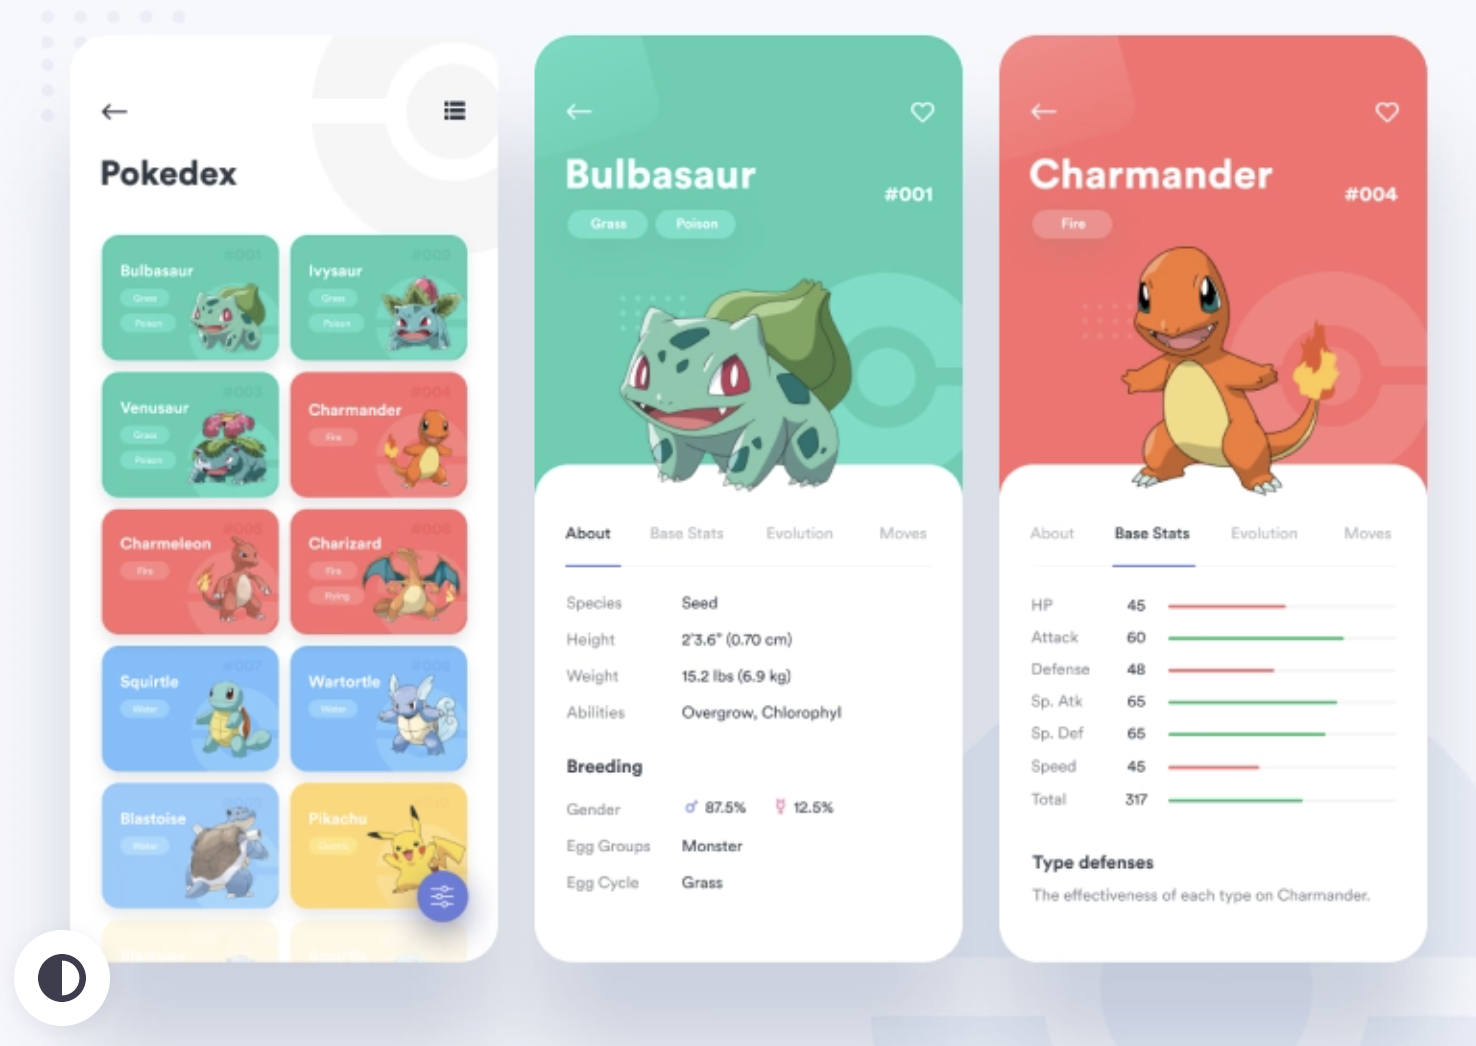 Pokedex
#001
#002
Bulbasaur
Ivysaur
Grass
Grass
Poison
Poison
#003
#004
Venusaur
Charmander
Grass
Fire
Poison
#005
#006
Charmeleon
Charizard
Fire
Fire
Flying
#007
#008
Squirtle
Wartortle
Water
Water
Blastoise
Pikachu
Water
Bulbasaur
#001
Grass
Poison
About
Base Stats
Evolution
Moves
Species
Seed
Height
2'3.6" (0.70 cm)
Weight
15.2 lbs (6.9 kg)
Abilities
Overgrow, Chlorophyl
Breeding
Gender
♂ 87.5%
☿ 12.5%
Egg Groups
Monster
Egg Cycle
Grass
Charmander
#004
Fire
About
Base Stats
Evolution
Moves
HP
45
Attack
60
Defense
48
Sp. Atk
65
Sp. Def
65
Speed
45
Total
317
Type defenses
The effectiveness of each type on Charmander.